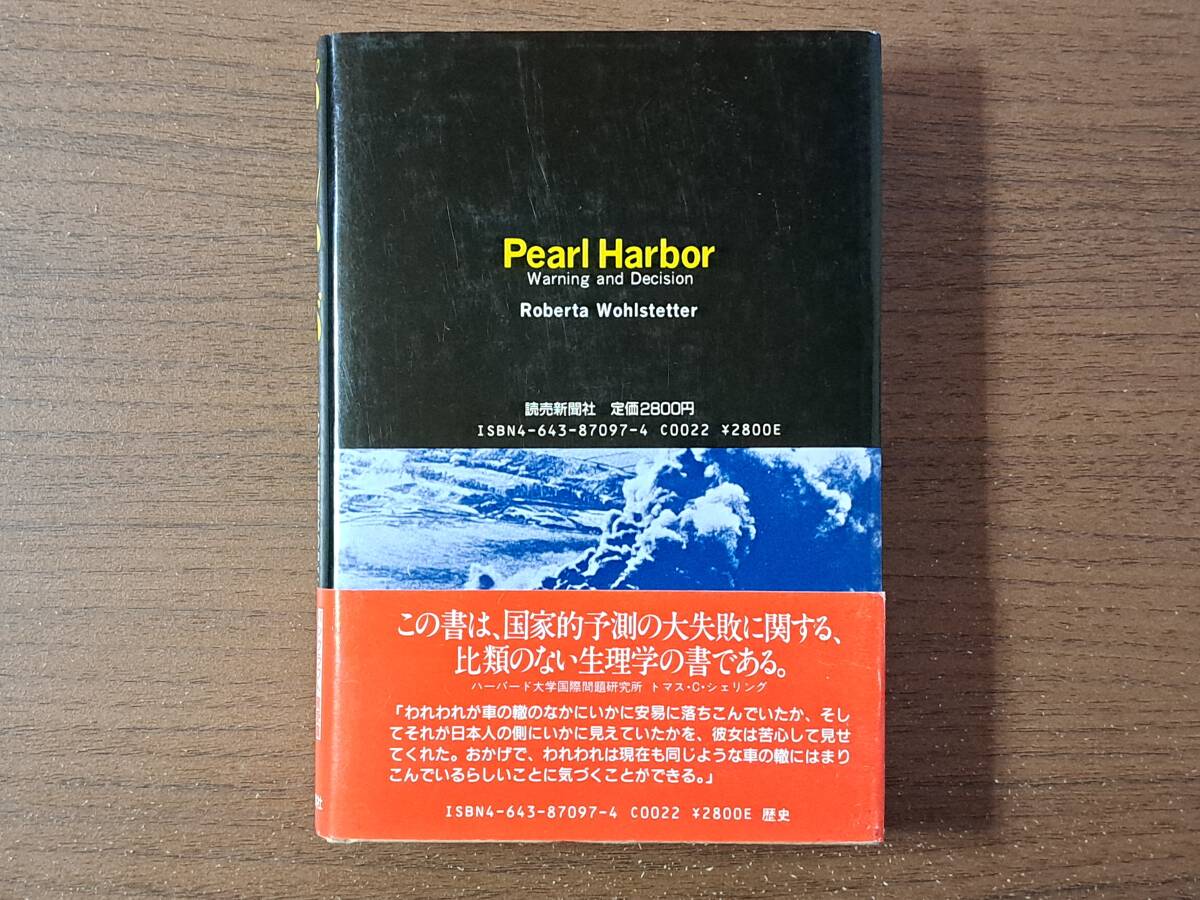 Pearl Harbor
Warning and Decision
Roberta Wohlstetter
読売新聞社 定価2800円
ISBN4-643-87097-4 C0022 ¥2800E
この書は、国家的予測の大失敗に関する、
比類のない生理学の書である。
ハーバード大学国際問題研究所 トマス・C・シェリング
「われわれが車の轍のなかにいかに安易に落ちこんでいたか、そし
てそれが日本人の側にいかに見えていたかを、彼女は苦心して見せ
てくれた。おかげで、われわれは現在も同じような車の轍にはまり
こんでいるらしいことに気づくことができる。」
ISBN4-643-87097-4 C0022 ¥2800E 歴史